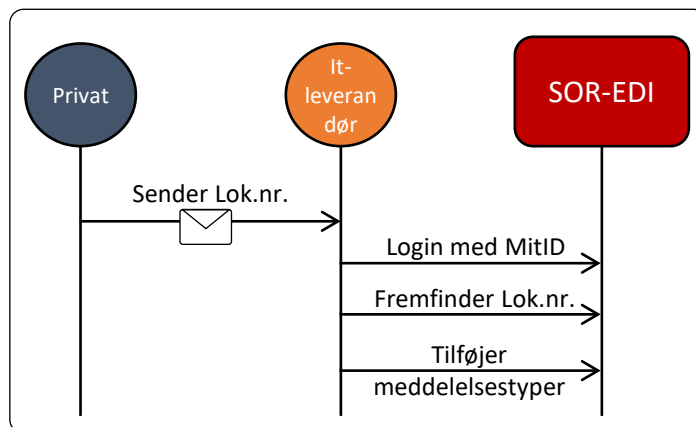 Privat
It-
leveran
dør
SOR-EDI
Sender Lok.nr.
Login med MitID
Fremfinder Lok.nr.
Tilføjer
meddelelsestyper